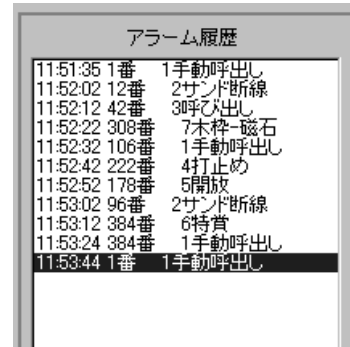 アラーム履歴
11:51:35 1番 1手動呼出し
11:52:02 12番 2サンド断線
11:52:12 42番 3呼び出し
11:52:22 308番 7木枠-磁石
11:52:32 106番 1手動呼出し
11:52:42 222番 4打止め
11:52:52 178番 5開放
11:53:02 96番 2サンド断線
11:53:12 384番 6特賞
11:53:24 384番 1手動呼出し
11:53:44 1番 1手動呼出し